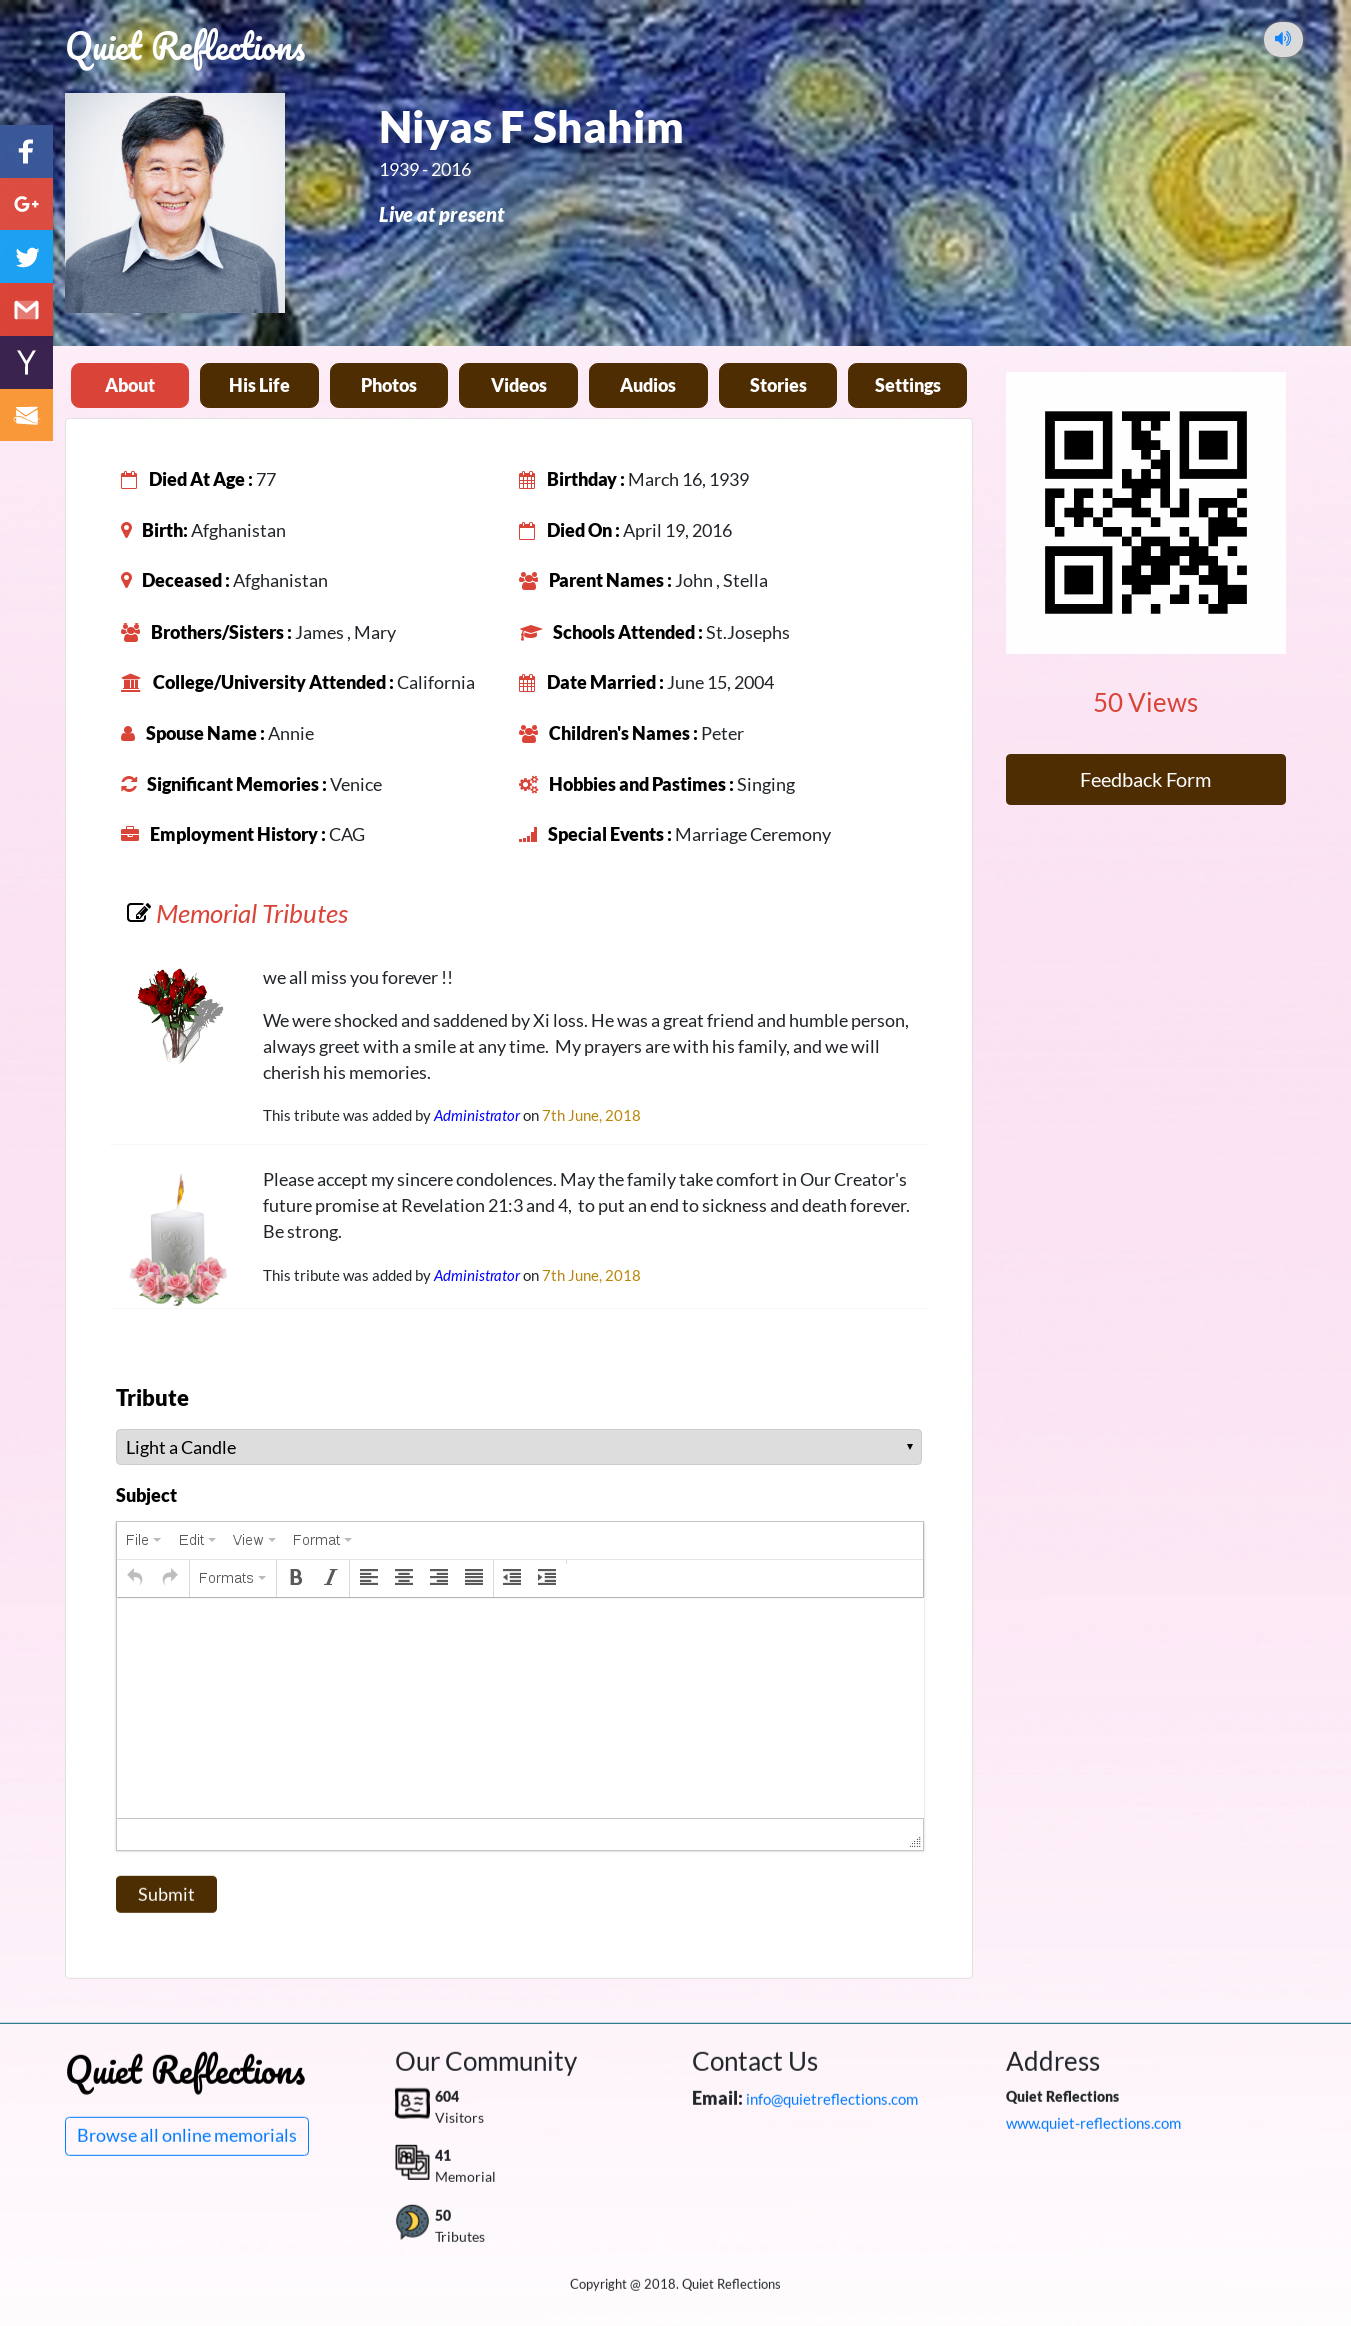 Quiet Reflections
Niyas F Shahim
1939 - 2016
Live at present
About
His Life
Photos
Videos
Audios
Stories
Settings
Died At Age : 77
Birthday : March 16, 1939
Birth: Afghanistan
Died On : April 19, 2016
Deceased : Afghanistan
Parent Names : John , Stella
Brothers/Sisters : James , Mary
Schools Attended : St.Josephs
College/University Attended : California
Date Married : June 15, 2004
Spouse Name : Annie
Children's Names : Peter
Significant Memories : Venice
Hobbies and Pastimes : Singing
Employment History : CAG
Special Events : Marriage Ceremony
50 Views
Feedback Form
Memorial Tributes
we all miss you forever !!
We were shocked and saddened by Xi loss. He was a great friend and humble person,
always greet with a smile at any time.  My prayers are with his family, and we will
cherish his memories.
This tribute was added by Administrator on 7th June, 2018
Please accept my sincere condolences. May the family take comfort in Our Creator's
future promise at Revelation 21:3 and 4,  to put an end to sickness and death forever.
Be strong.
This tribute was added by Administrator on 7th June, 2018
Tribute
Light a Candle
Subject
File Edit View Format
Formats B I
Submit
Quiet Reflections
Browse all online memorials
Our Community
604
Visitors
41
Memorial
50
Tributes
Contact Us
Email: info@quietreflections.com
Address
Quiet Reflections
www.quiet-reflections.com
Copyright @ 2018. Quiet Reflections